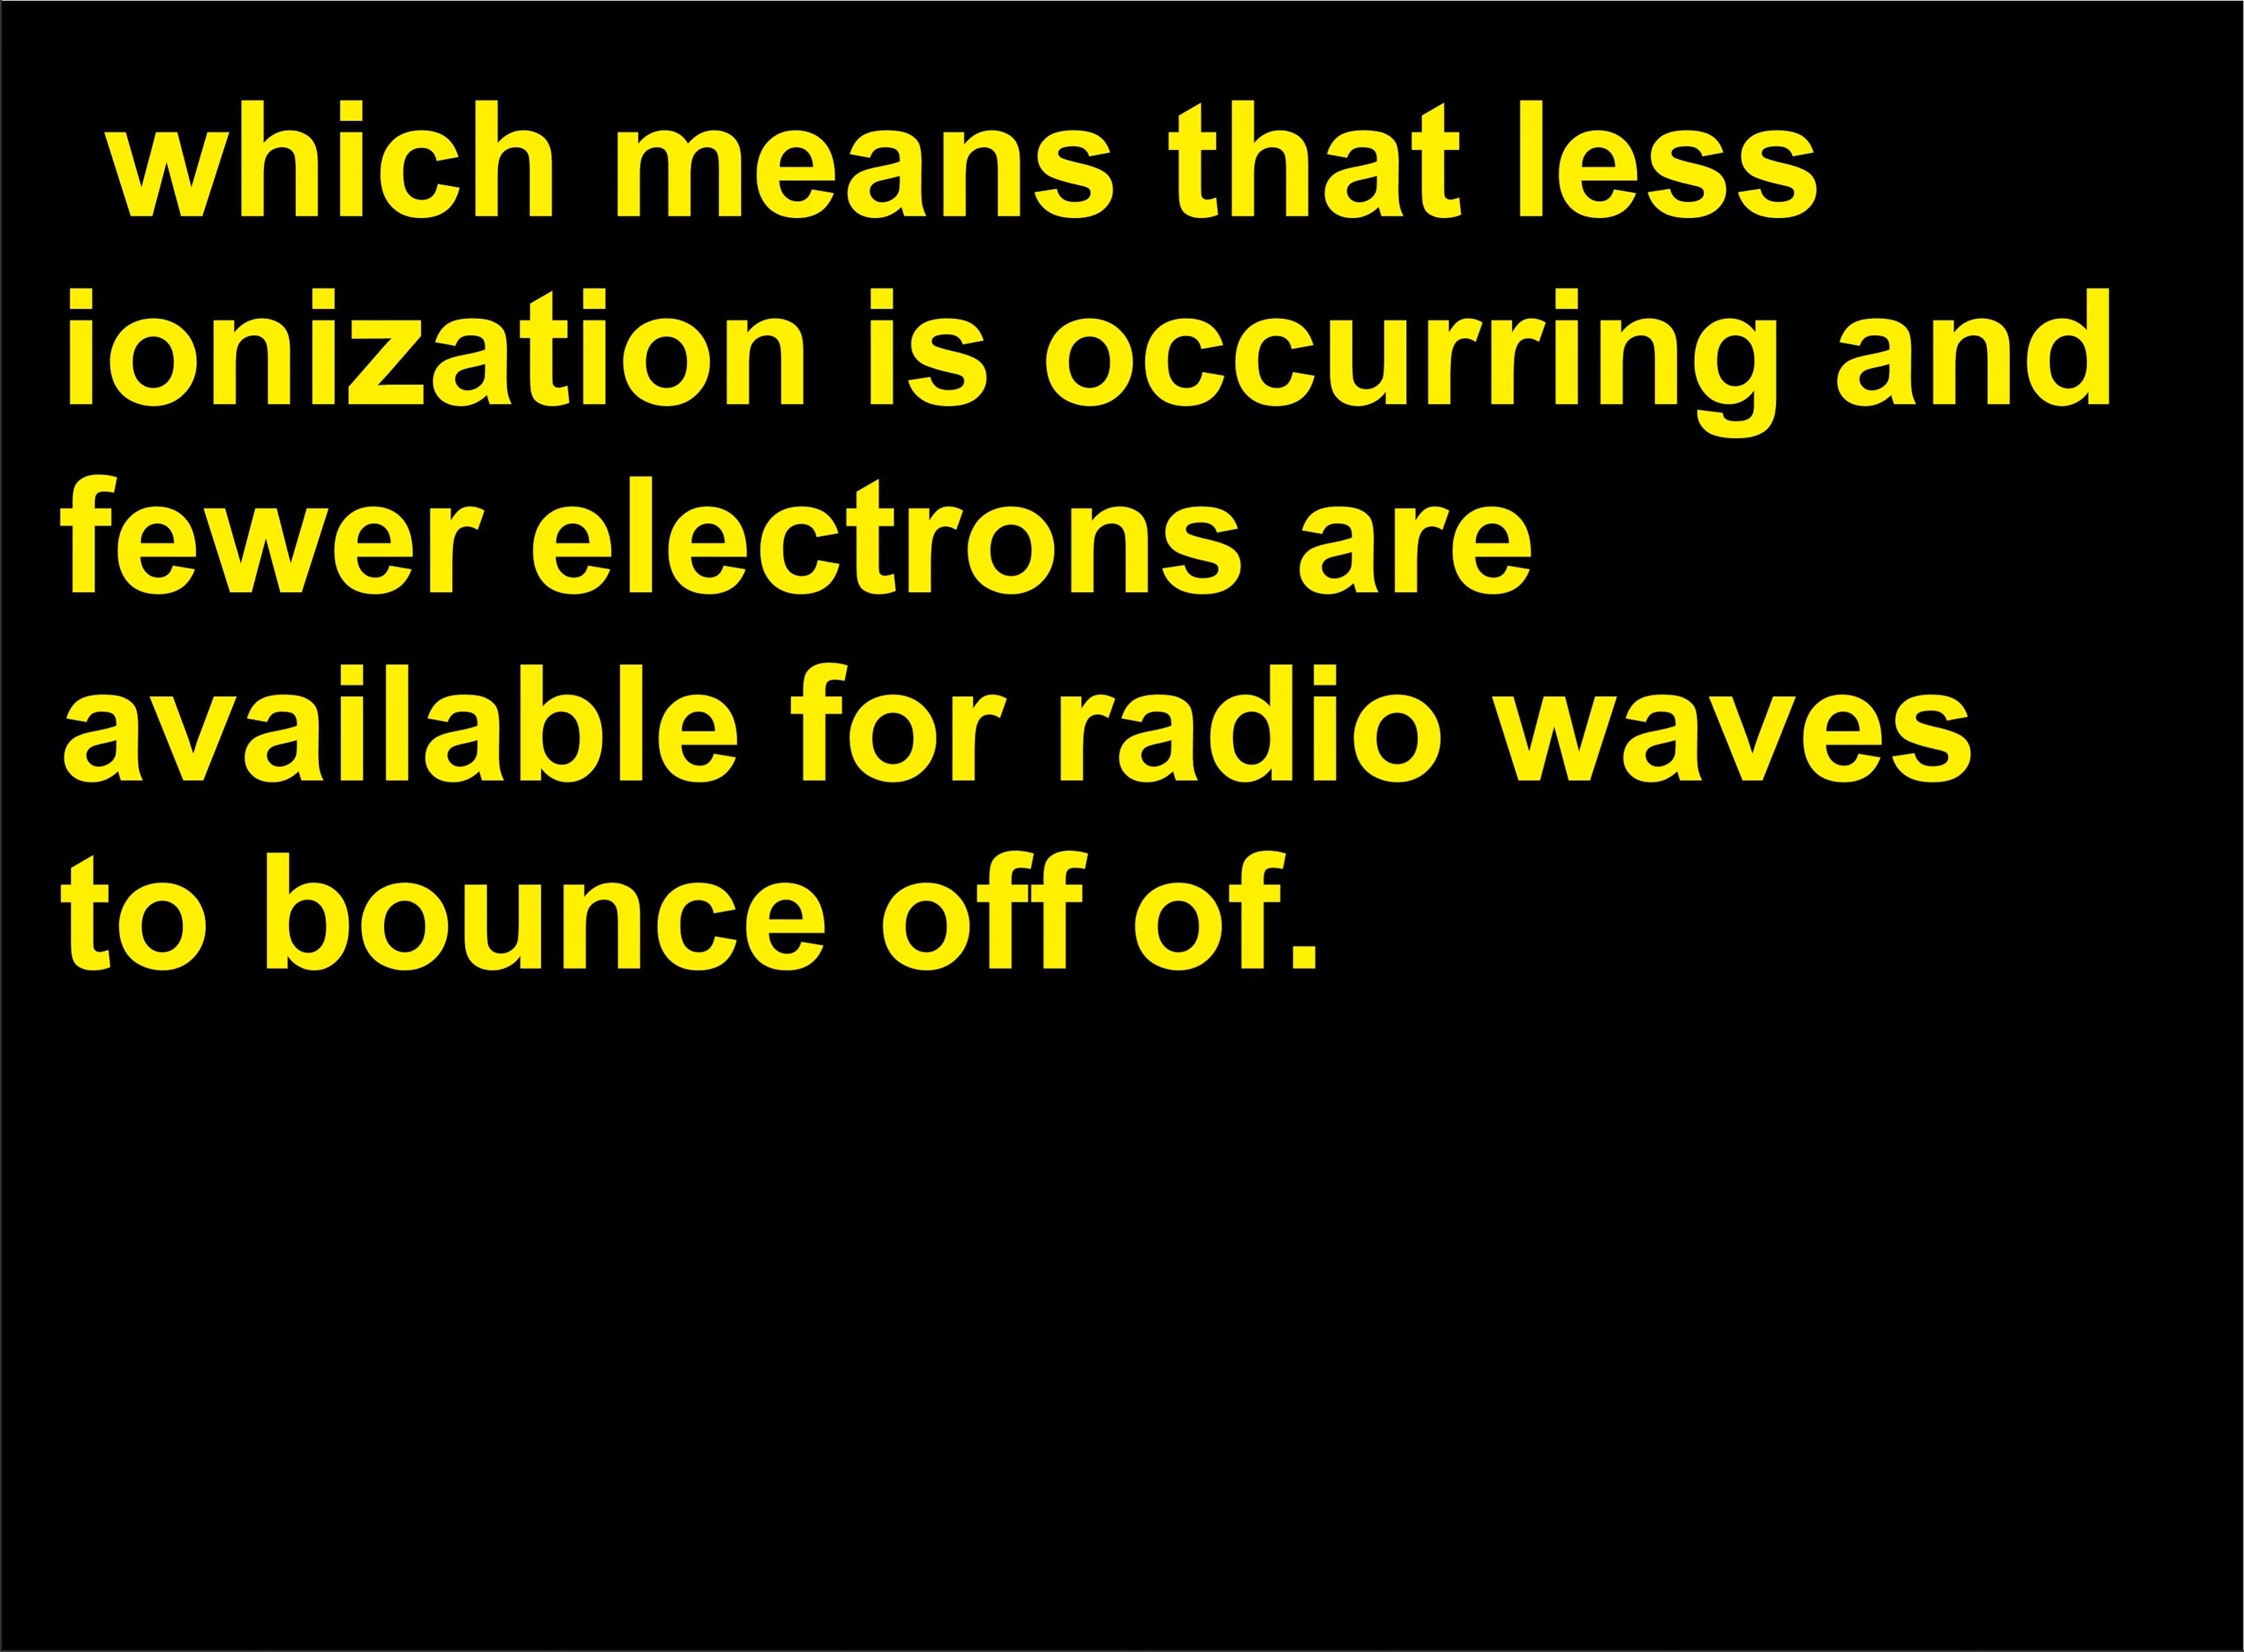 which means that less
ionization is occurring and
fewer electrons are
available for radio waves
to bounce off of.